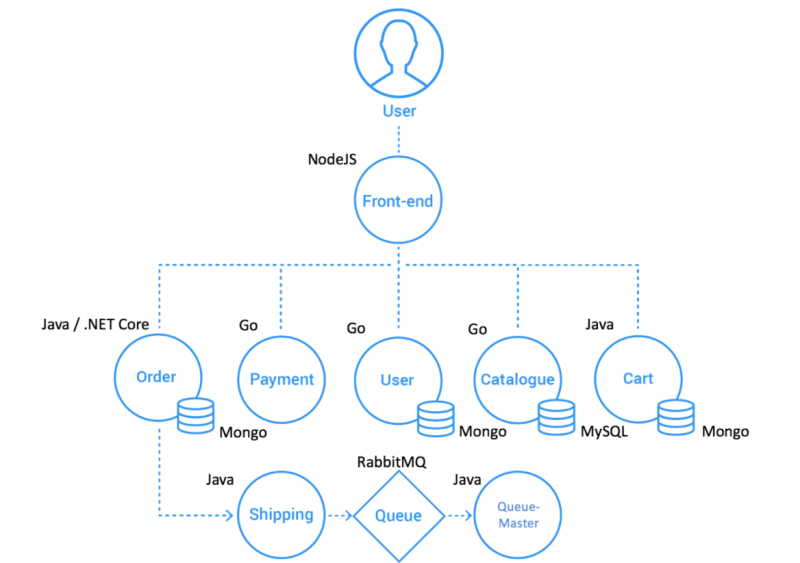 User
NodeJS
Front-end
Java / .NET Core
Go
Go
Go
Java
Order
Payment
User
Catalogue
Cart
Mongo
Mongo
MySQL
Mongo
RabbitMQ
Java
Java
Shipping
Queue
Queue-
Master